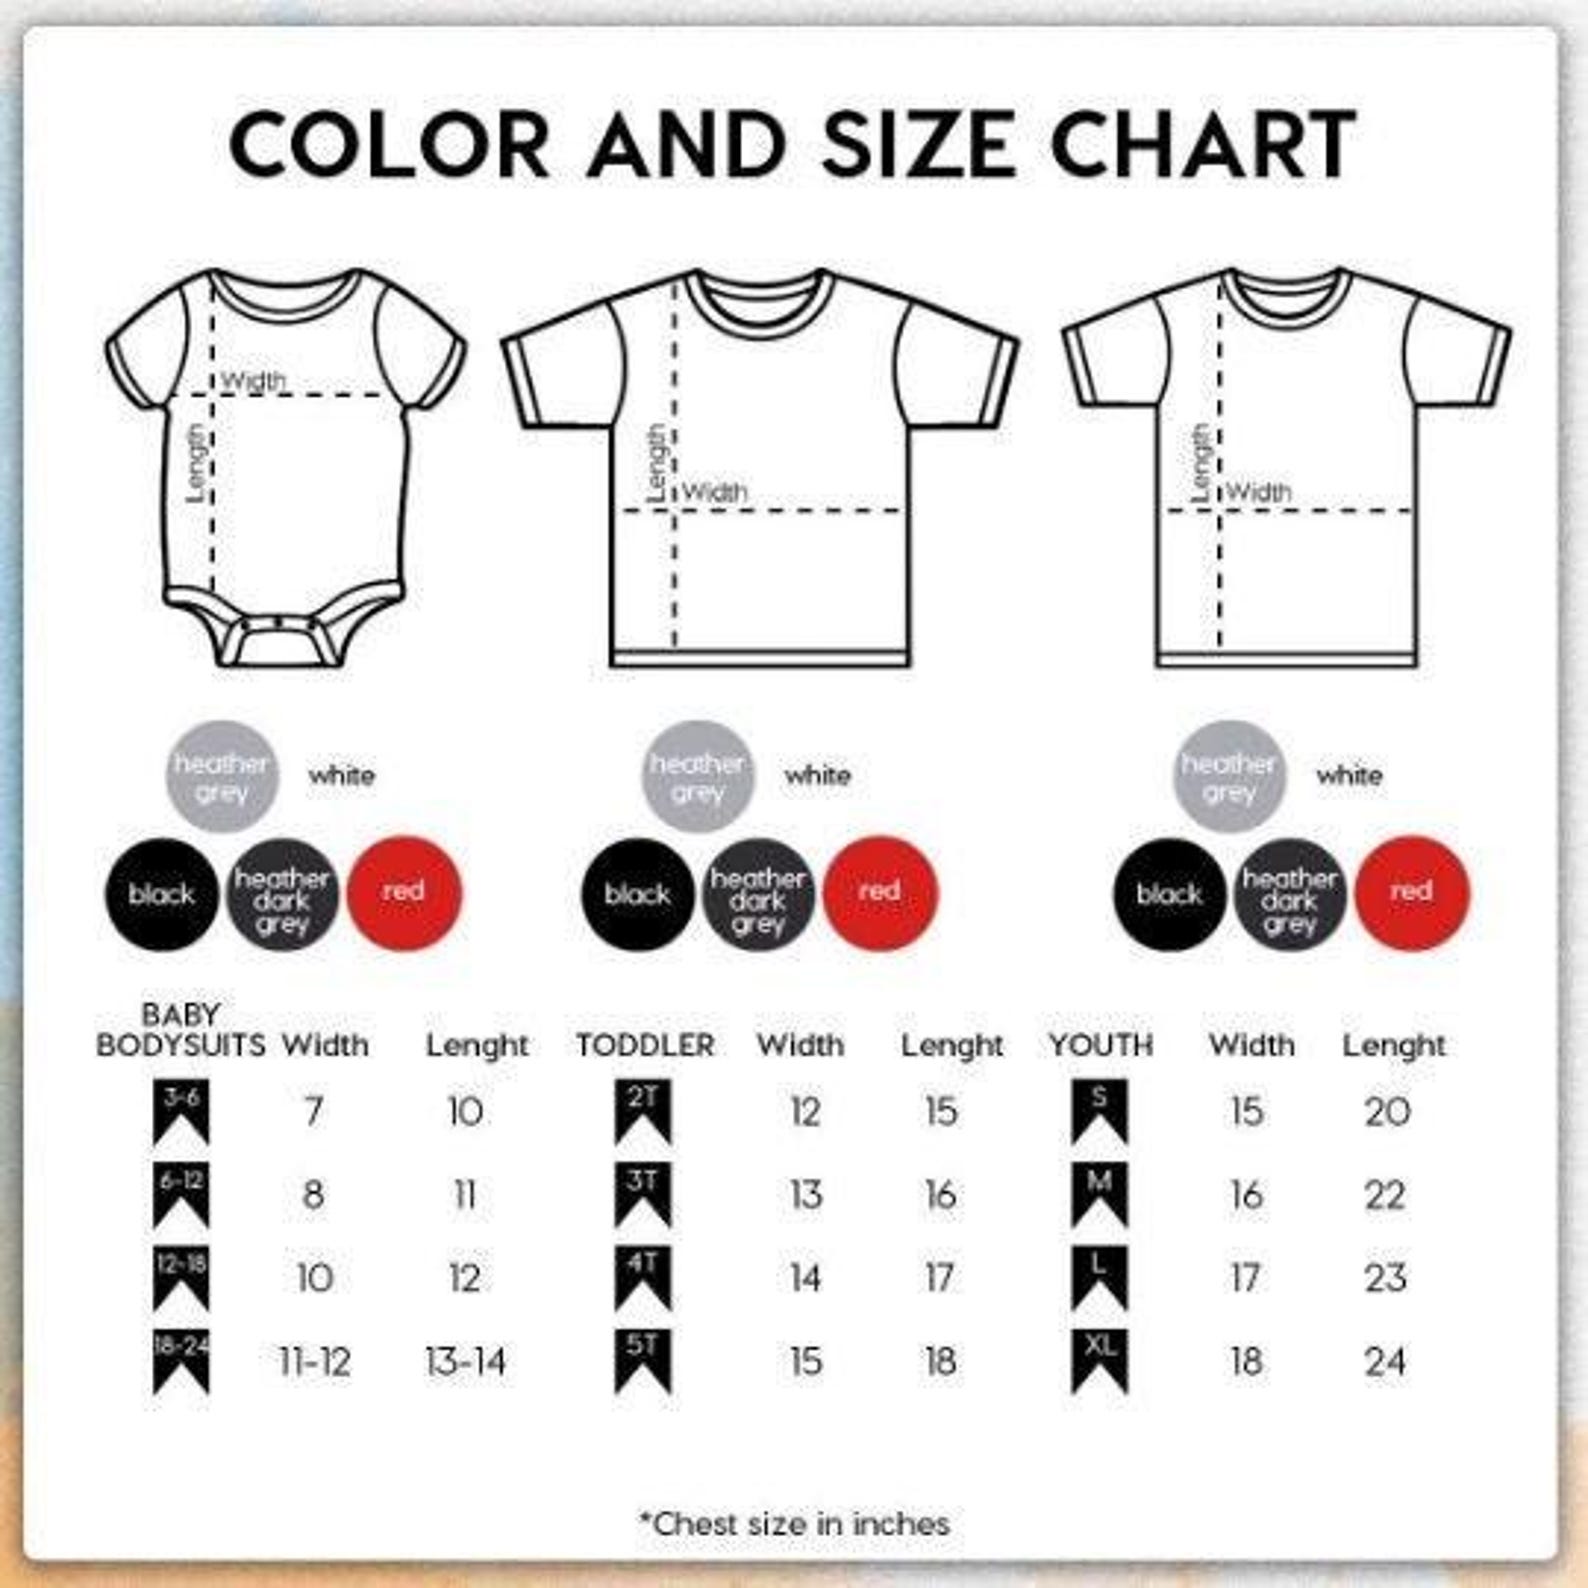 COLOR AND SIZE CHART
Width
Length
Length
Width
Length
Width
heather
grey
white
heather
grey
white
heather
grey
white
black
heather
dark
grey
red
black
heather
dark
grey
red
black
heather
dark
grey
red
BABY
BODYSUITS Width Lenght TODDLER Width Lenght YOUTH Width Lenght
3-6 7 10 2T 12 15 S 15 20
6-12 8 11 3T 13 16 M 16 22
12-18 10 12 4T 14 17 L 17 23
18-24 11-12 13-14 5T 15 18 XL 18 24
*Chest size in inches